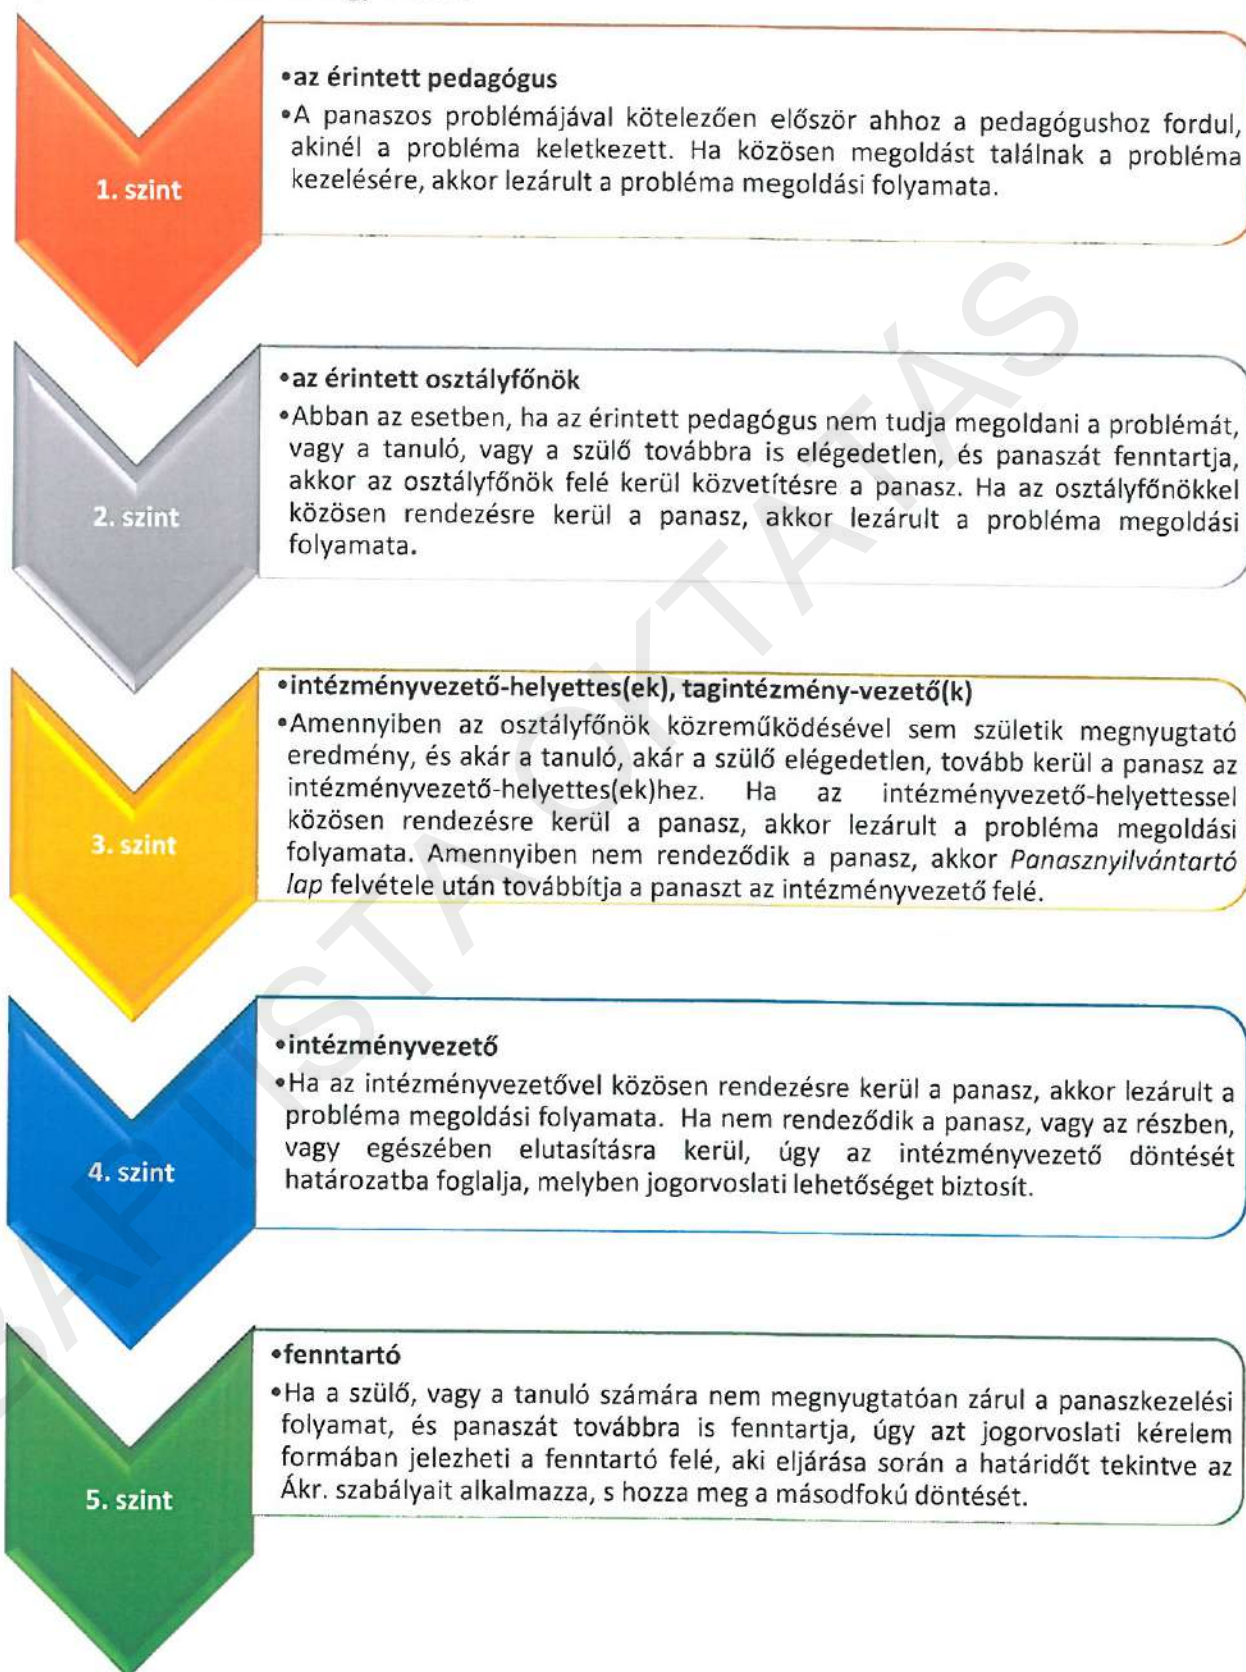 1. szint
•az érintett pedagógus
•A panaszos problémájával kötelezően először ahhoz a pedagógushoz fordul,
akinél a probléma keletkezett. Ha közösen megoldást találnak a probléma
kezelésére, akkor lezárult a probléma megoldási folyamata.
2. szint
•az érintett osztályfőnök
•Abban az esetben, ha az érintett pedagógus nem tudja megoldani a problémát,
vagy a tanuló, vagy a szülő továbbra is elégedetlen, és panaszát fenntartja,
akkor az osztályfőnök felé kerül közvetítésre a panasz. Ha az osztályfőnökkel
közösen rendezésre kerül a panasz, akkor lezárult a probléma megoldási
folyamata.
3. szint
•intézményvezető-helyettes(ek), tagintézmény-vezető(k)
•Amennyiben az osztályfőnök közreműködésével sem születik megnyugtató
eredmény, és akár a tanuló, akár a szülő elégedetlen, tovább kerül a panasz az
intézményvezető-helyettes(ek)hez. Ha az intézményvezető-helyettessel
közösen rendezésre kerül a panasz, akkor lezárult a probléma megoldási
folyamata. Amennyiben nem rendeződik a panasz, akkor Panasznyilvántartó
lap felvétele után továbbítja a panaszt az intézményvezető felé.
4. szint
•intézményvezető
•Ha az intézményvezetővel közösen rendezésre kerül a panasz, akkor lezárult a
probléma megoldási folyamata. Ha nem rendeződik a panasz, vagy az részben,
vagy egészében elutasításra kerül, úgy az intézményvezető döntését
határozatba foglalja, melyben jogorvoslati lehetőséget biztosít.
5. szint
•fenntartó
•Ha a szülő, vagy a tanuló számára nem megnyugtatóan zárul a panaszkezelési
folyamat, és panaszát továbbra is fenntartja, úgy azt jogorvoslati kérelem
formában jelezheti a fenntartó felé, aki eljárása során a határidőt tekintve az
Ákr. szabályait alkalmazza, s hozza meg a másodfokú döntését.
BAPTISTA OKTATÁS